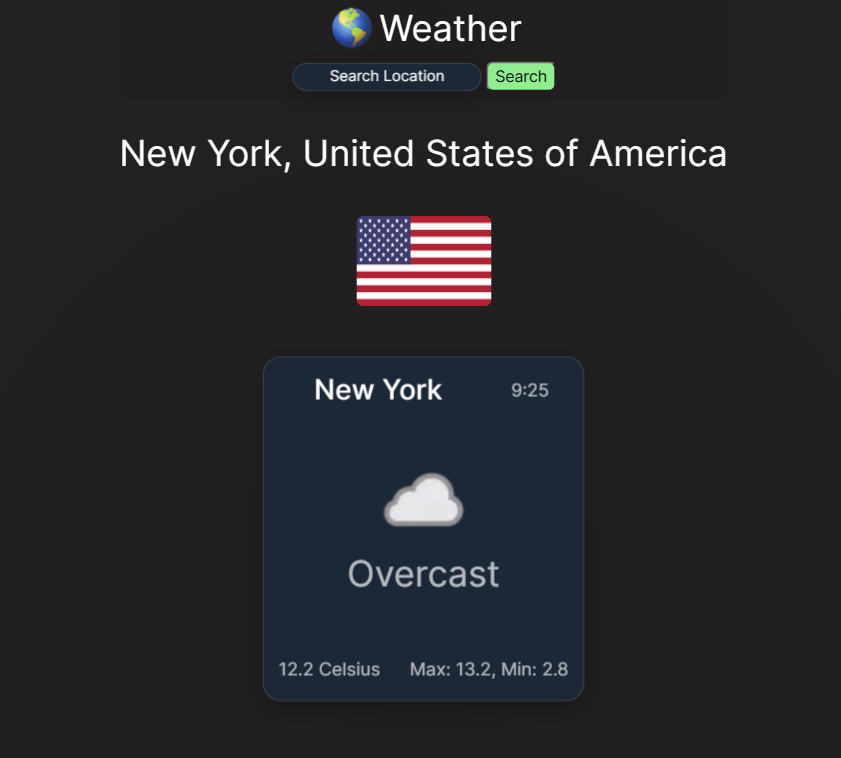 Weather
Search Location Search
New York, United States of America
New York 9:25
Overcast
12.2 Celsius Max: 13.2, Min: 2.8